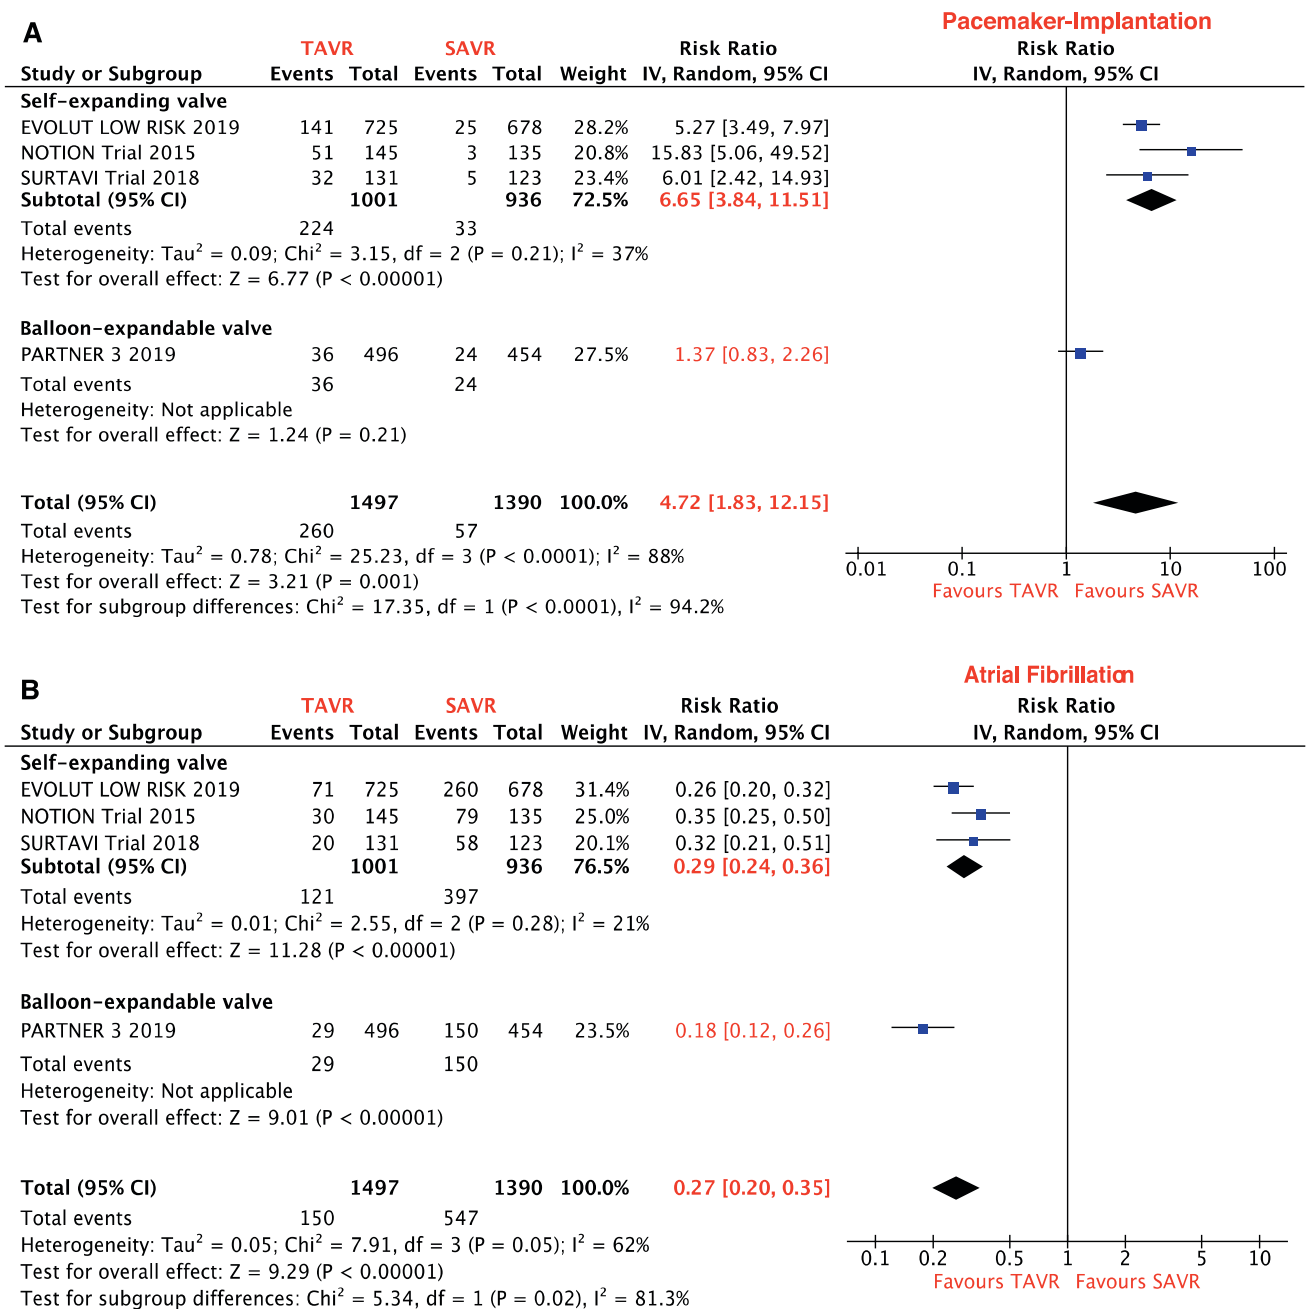 A
Pacemaker-Implantation
TAVR SAVR Risk Ratio Risk Ratio
Study or Subgroup Events Total Events Total Weight IV, Random, 95% CI IV, Random, 95% CI
Self-expanding valve
EVOLUT LOW RISK 2019 141 725 25 678 28.2% 5.27 [3.49, 7.97]
NOTION Trial 2015 51 145 3 135 20.8% 15.83 [5.06, 49.52]
SURTAVI Trial 2018 32 131 5 123 23.4% 6.01 [2.42, 14.93]
Subtotal (95% CI) 1001 936 72.5% 6.65 [3.84, 11.51]
Total events 224 33
Heterogeneity: Tau² = 0.09; Chi² = 3.15, df = 2 (P = 0.21); I² = 37%
Test for overall effect: Z = 6.77 (P < 0.00001)
Balloon-expandable valve
PARTNER 3 2019 36 496 24 454 27.5% 1.37 [0.83, 2.26]
Total events 36 24
Heterogeneity: Not applicable
Test for overall effect: Z = 1.24 (P = 0.21)
Total (95% CI) 1497 1390 100.0% 4.72 [1.83, 12.15]
Total events 260 57
Heterogeneity: Tau² = 0.78; Chi² = 25.23, df = 3 (P < 0.0001); I² = 88%
Test for overall effect: Z = 3.21 (P = 0.001)
Test for subgroup differences: Chi² = 17.35, df = 1 (P < 0.0001), I² = 94.2%
0.01 0.1 1 10 100
Favours TAVR Favours SAVR
B
Atrial Fibrillation
TAVR SAVR Risk Ratio Risk Ratio
Study or Subgroup Events Total Events Total Weight IV, Random, 95% CI IV, Random, 95% CI
Self-expanding valve
EVOLUT LOW RISK 2019 71 725 260 678 31.4% 0.26 [0.20, 0.32]
NOTION Trial 2015 30 145 79 135 25.0% 0.35 [0.25, 0.50]
SURTAVI Trial 2018 20 131 58 123 20.1% 0.32 [0.21, 0.51]
Subtotal (95% CI) 1001 936 76.5% 0.29 [0.24, 0.36]
Total events 121 397
Heterogeneity: Tau² = 0.01; Chi² = 2.55, df = 2 (P = 0.28); I² = 21%
Test for overall effect: Z = 11.28 (P < 0.00001)
Balloon-expandable valve
PARTNER 3 2019 29 496 150 454 23.5% 0.18 [0.12, 0.26]
Total events 29 150
Heterogeneity: Not applicable
Test for overall effect: Z = 9.01 (P < 0.00001)
Total (95% CI) 1497 1390 100.0% 0.27 [0.20, 0.35]
Total events 150 547
Heterogeneity: Tau² = 0.05; Chi² = 7.91, df = 3 (P = 0.05); I² = 62%
Test for overall effect: Z = 9.29 (P < 0.00001)
Test for subgroup differences: Chi² = 5.34, df = 1 (P = 0.02), I² = 81.3%
0.1 0.2 0.5 1 2 5 10
Favours TAVR Favours SAVR